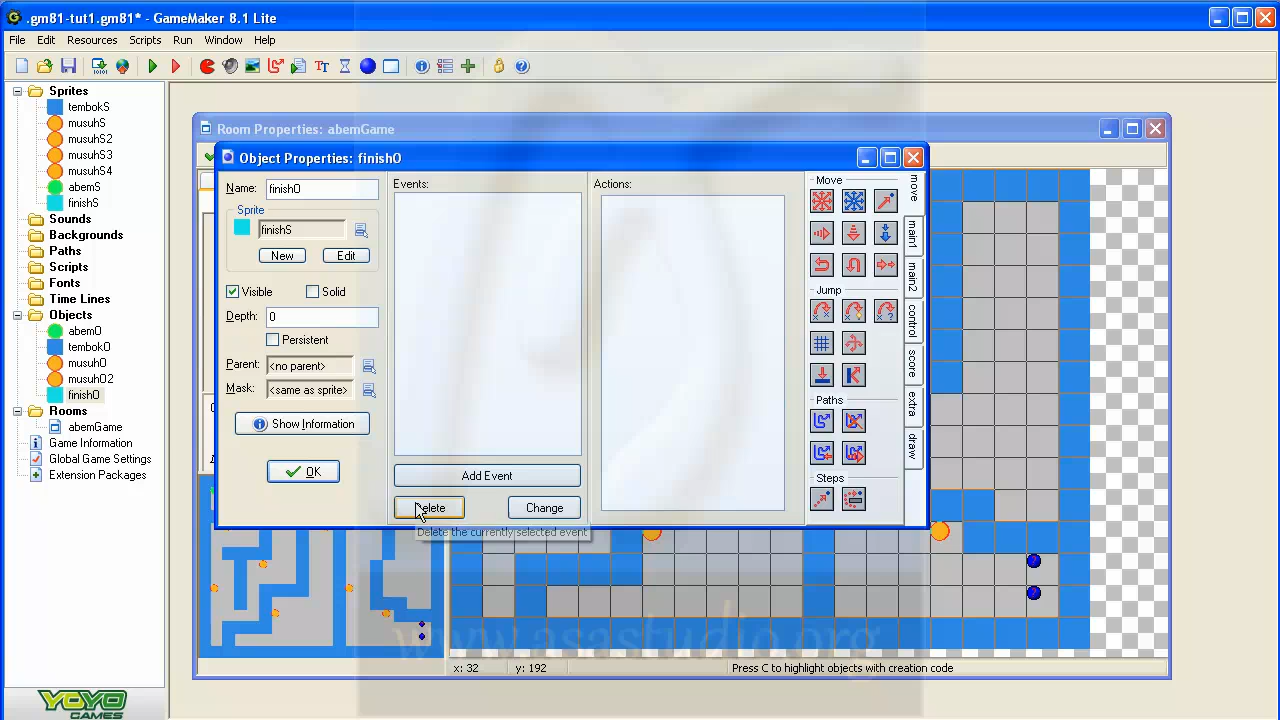 .gm81-tut1.gm81* - GameMaker 8.1 Lite
File Edit Resources Scripts Run Window Help
Sprites
tembokS
musuhS
musuhS2
musuhS3
musuhS4
abemS
finishS
Sounds
Backgrounds
Paths
Scripts
Fonts
Time Lines
Objects
abemO
tembokO
musuhO
musuhO2
finishO
Rooms
abemGame
Game Information
Global Game Settings
Extension Packages
YOYO
GAMES
Room Properties: abemGame
Object Properties: finishO
Name: finishO
Sprite
finishS
New Edit
Visible Solid
Depth: 0
Persistent
Parent: <no parent>
Mask: <same as sprite>
Show Information
OK
Events:
Add Event
Delete Change
Delete the currently selected event
Actions:
Move
Jump
Paths
Steps
move
main1
main2
control
score
extra
draw
www.asastudio.org
x: 32 y: 192 Press C to highlight objects with creation code